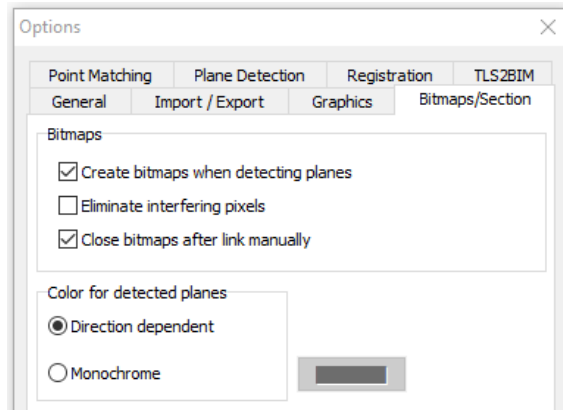 Options
Point Matching Plane Detection Registration TLS2BIM
General Import / Export Graphics Bitmaps/Section
Bitmaps
Create bitmaps when detecting planes
Eliminate interfering pixels
Close bitmaps after link manually
Color for detected planes
Direction dependent
Monochrome